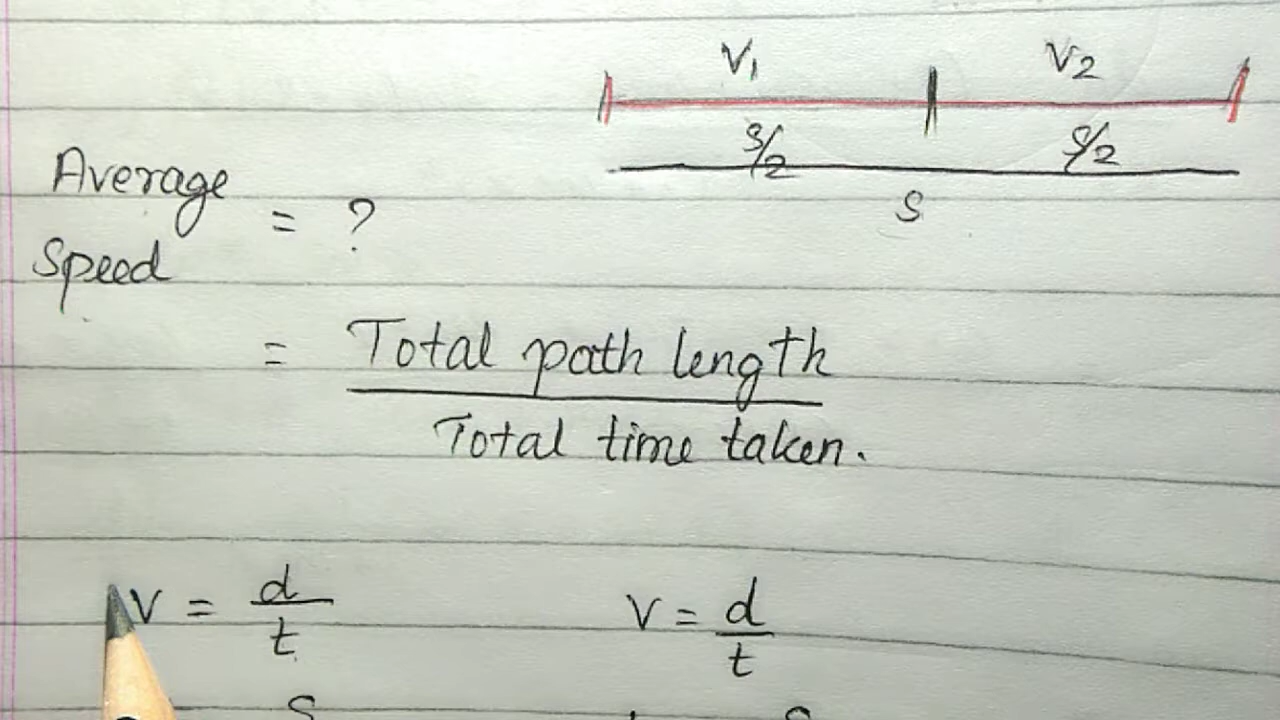 V₁ V₂
S/2 S/2
S
Average
Speed
= ?
= Total path length
Total time taken.
V = d/t V = d/t